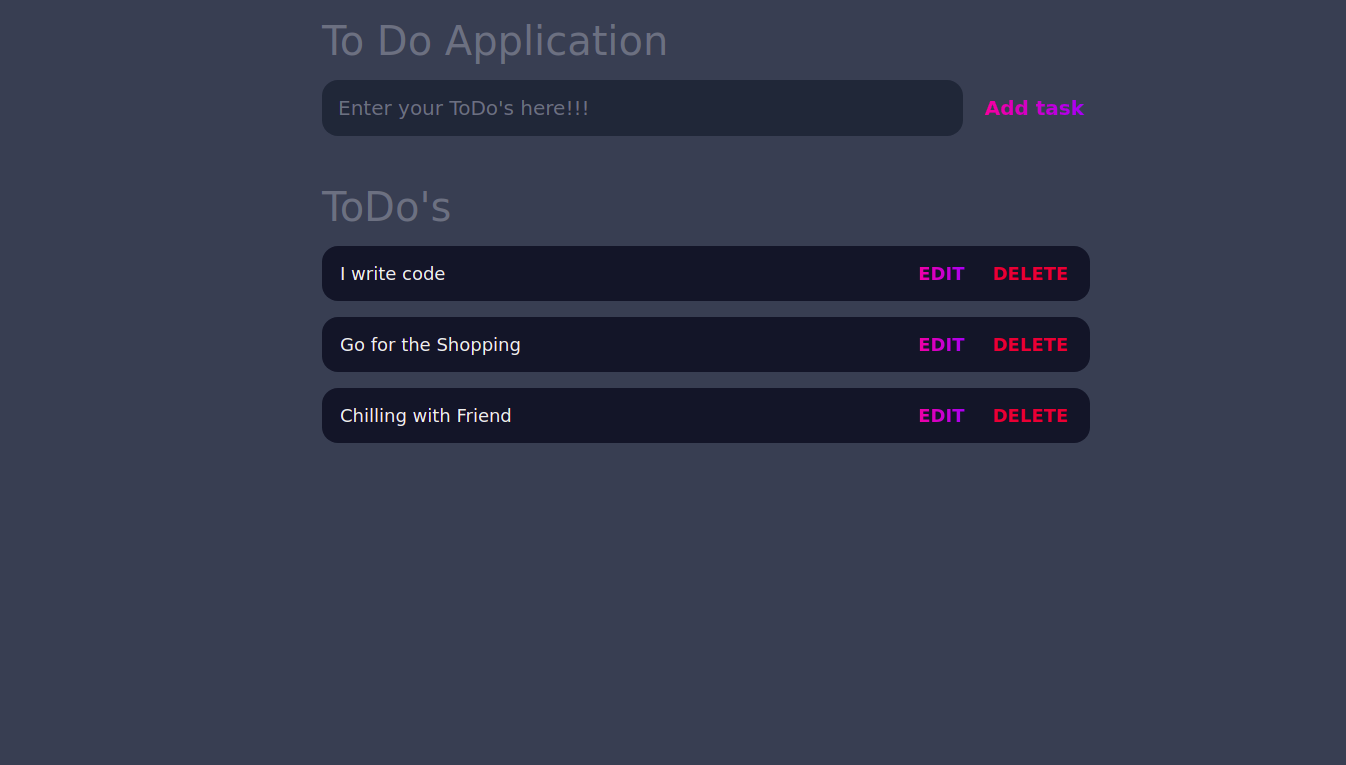 To Do Application
Enter your ToDo's here!!! Add task
ToDo's
I write code EDIT DELETE
Go for the Shopping EDIT DELETE
Chilling with Friend EDIT DELETE